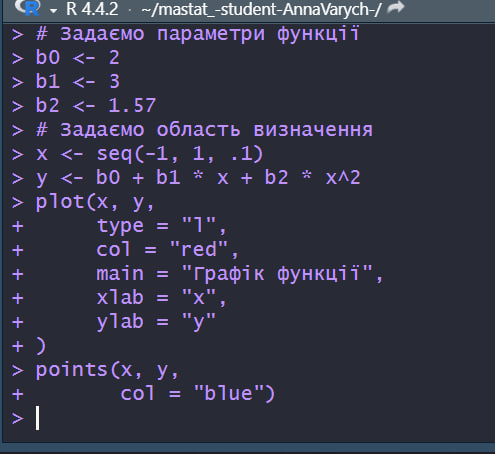 R R 4.4.2 · ~/mastat_-student-AnnaVarych-/
> # Задаємо параметри функції
> b0 <- 2
> b1 <- 3
> b2 <- 1.57
> # Задаємо область визначення
> x <- seq(-1, 1, .1)
> y <- b0 + b1 * x + b2 * x^2
> plot(x, y,
+      type = "l",
+      col = "red",
+      main = "Графік функції",
+      xlab = "x",
+      ylab = "y"
+ )
> points(x, y,
+        col = "blue")
>